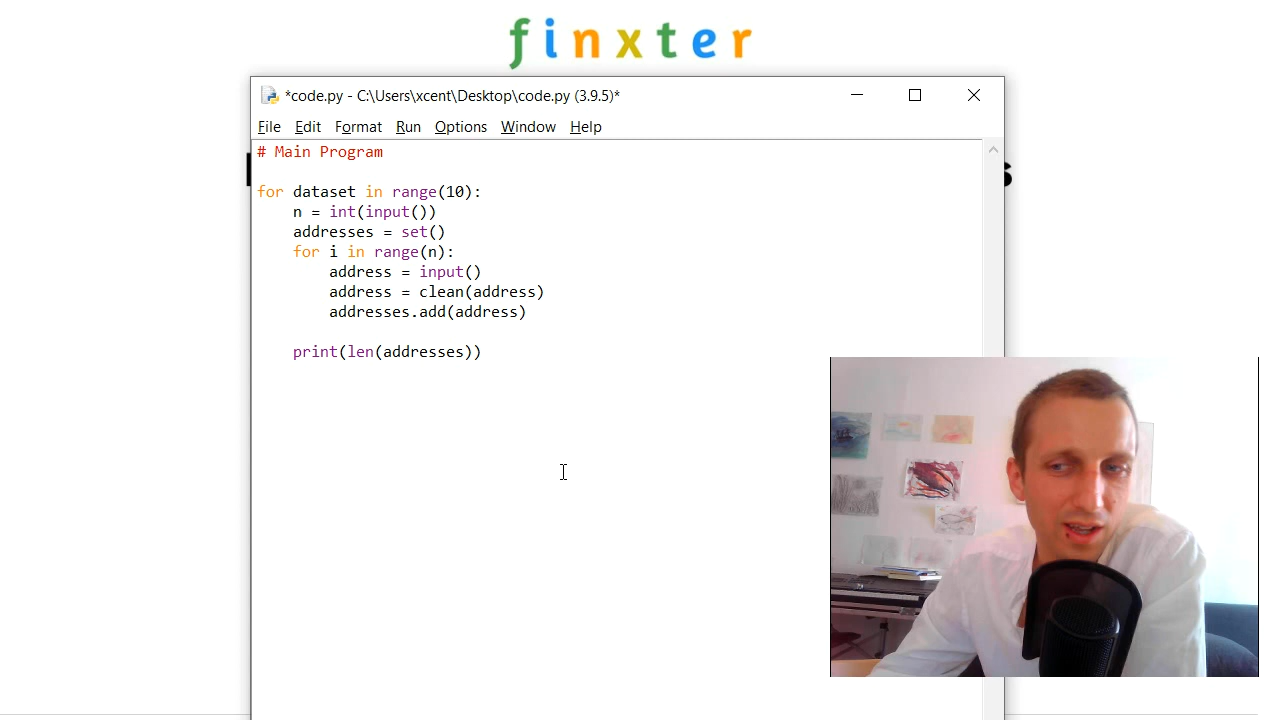 finxter
*code.py - C:\Users\xcent\Desktop\code.py (3.9.5)*
File Edit Format Run Options Window Help
# Main Program
for dataset in range(10):
    n = int(input())
    addresses = set()
    for i in range(n):
        address = input()
        address = clean(address)
        addresses.add(address)
    print(len(addresses))